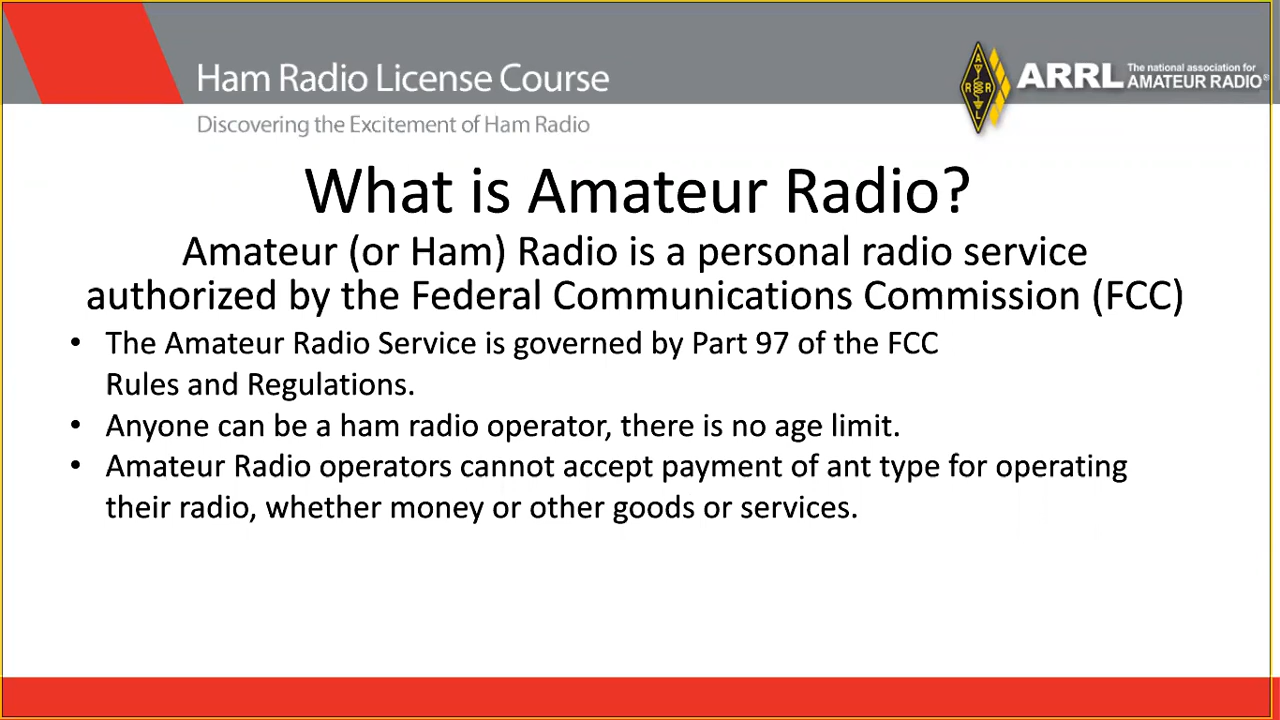 Ham Radio License Course
Discovering the Excitement of Ham Radio
ARRL The national association for
AMATEUR RADIO®
What is Amateur Radio?
Amateur (or Ham) Radio is a personal radio service
authorized by the Federal Communications Commission (FCC)
• The Amateur Radio Service is governed by Part 97 of the FCC
Rules and Regulations.
• Anyone can be a ham radio operator, there is no age limit.
• Amateur Radio operators cannot accept payment of ant type for operating
their radio, whether money or other goods or services.